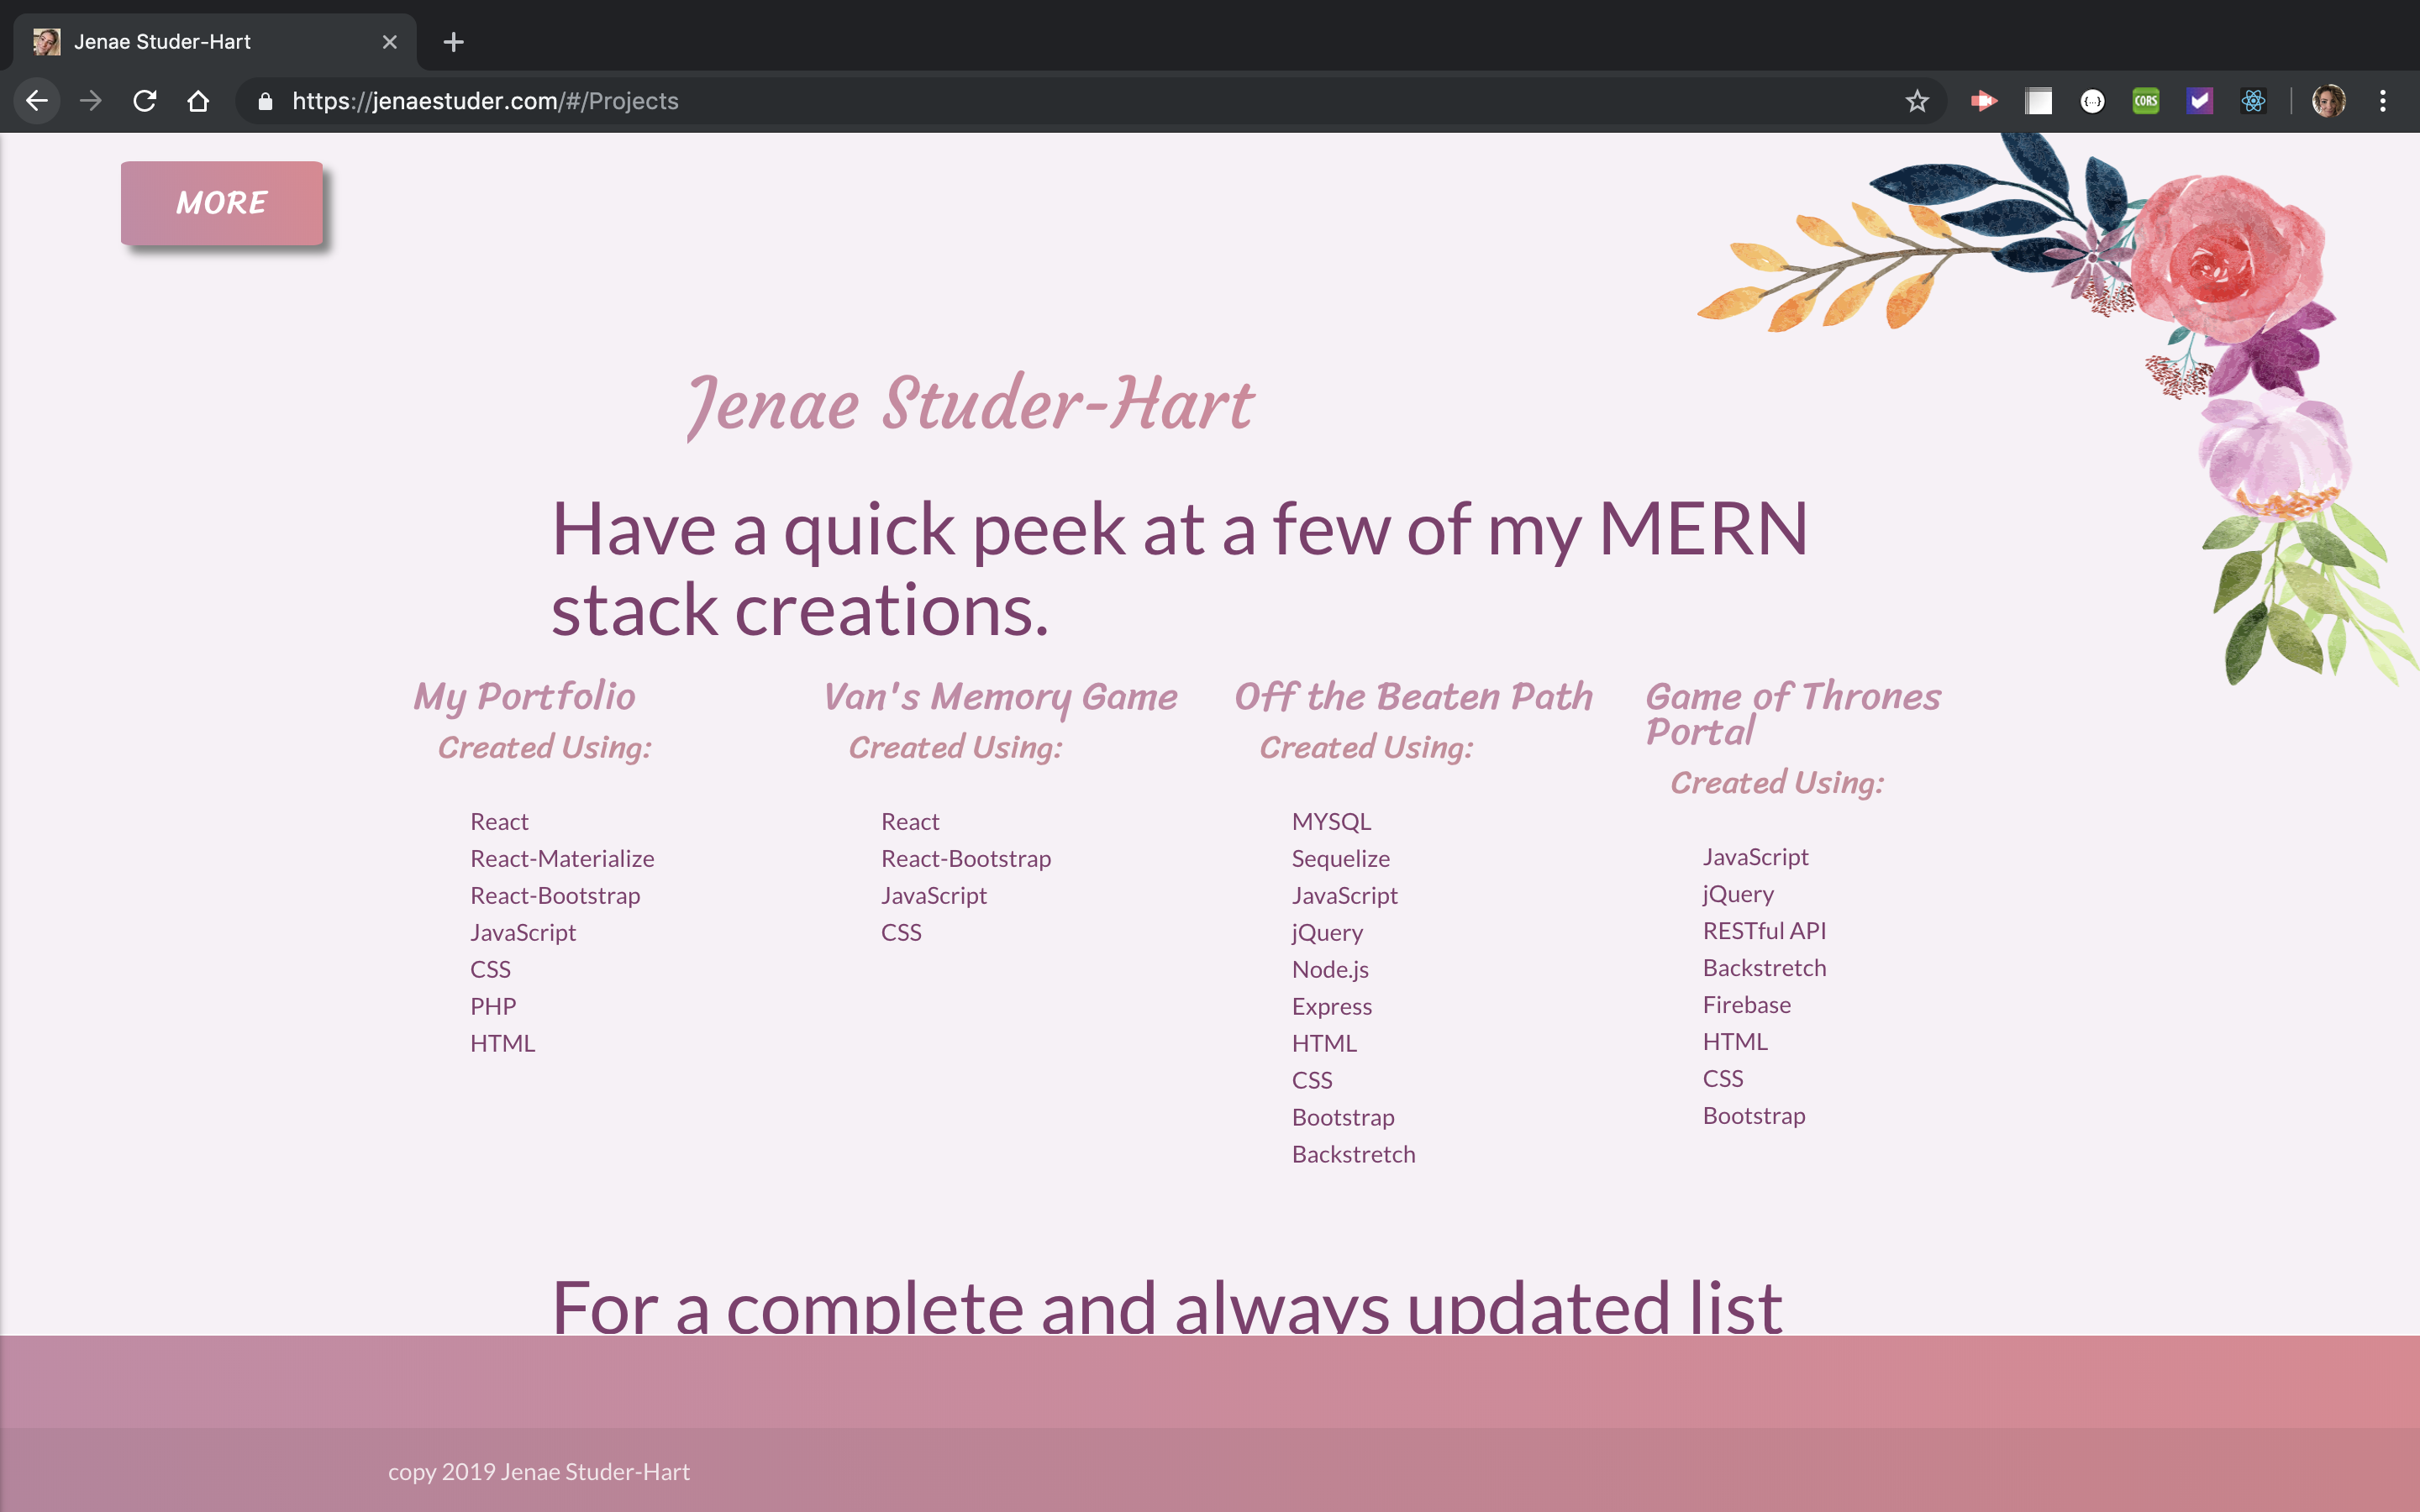 Jenae Studer-Hart
https://jenaestuder.com/#/Projects
CORS
MORE
Jenae Studer-Hart
Have a quick peek at a few of my MERN
stack creations.
My Portfolio
Created Using:
React
React-Materialize
React-Bootstrap
JavaScript
CSS
PHP
HTML
Van's Memory Game
Created Using:
React
React-Bootstrap
JavaScript
CSS
Off the Beaten Path
Created Using:
MYSQL
Sequelize
JavaScript
jQuery
Node.js
Express
HTML
CSS
Bootstrap
Backstretch
Game of Thrones
Portal
Created Using:
JavaScript
jQuery
RESTful API
Backstretch
Firebase
HTML
CSS
Bootstrap
For a complete and always updated list
copy 2019 Jenae Studer-Hart